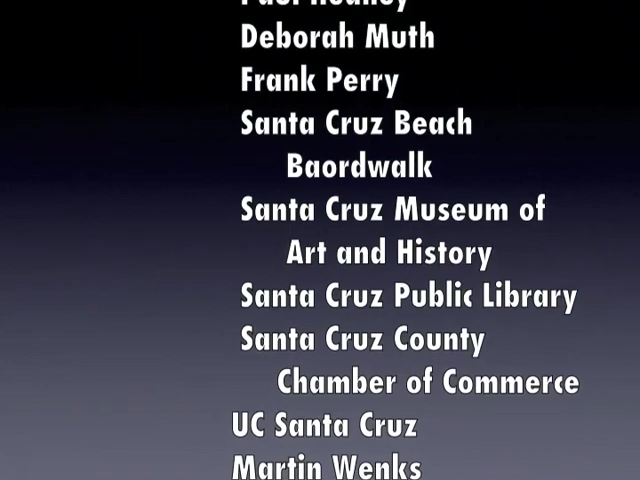 Deborah Muth
Frank Perry
Santa Cruz Beach
Baordwalk
Santa Cruz Museum of
Art and History
Santa Cruz Public Library
Santa Cruz County
Chamber of Commerce
UC Santa Cruz
Martin Wenks